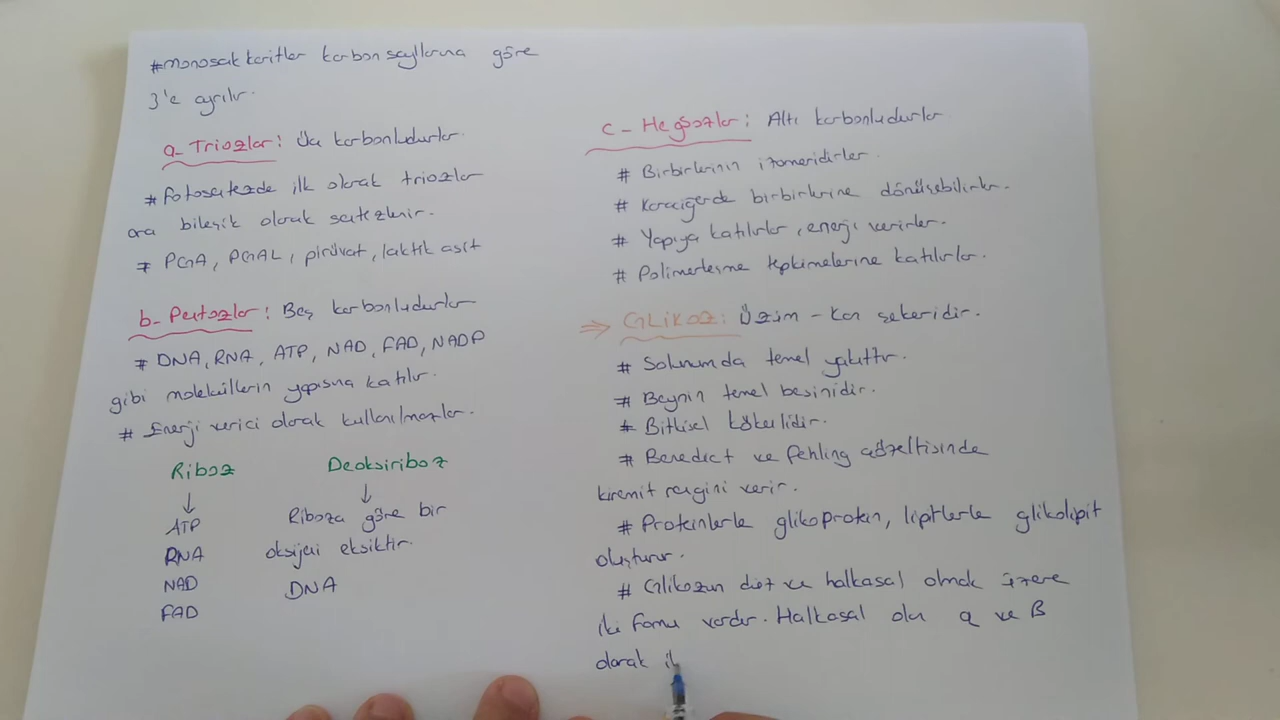 #monosakkaritler karbon sayılarına göre
3'e ayrılır.
a- Triozlar: Üç karbonludurlar.
# Fotosentezde ilk olarak triozlar
ara bileşik olarak sentezlenir.
# PGA, PGAL, pirüvat, laktik asit
b- Pentozlar: Beş karbonludurlar
# DNA, RNA, ATP, NAD, FAD, NADP
gibi moleküllerin yapısına katılır.
# Enerji verici olarak kullanılmazlar.
Riboz Deoksiriboz
↓ ↓
ATP Riboza göre bir
RNA oksijeni eksiktir.
NAD DNA
FAD
c- Hegzozlar: Altı karbonludurlar
# Birbirlerinin izomeridirler.
# Karaciğerde birbirlerine dönüşebilirler.
# Yapıya katılırlar, enerji verirler.
# Polimerleşme tepkimelerine katılırlar.
⇒ GLİKOZ: Üzüm - Kan şekeridir.
# Solunumda temel yakıttır.
# Beynin temel besinidir.
# Bitkisel kökenlidir.
# Benedict ve fehling çözeltisinde
kiremit rengini verir.
# Proteinlerle glikoprotein, lipitlerle glikolipit
oluşturur.
# Glikozun düz ve halkasal olmak üzere
iki formu vardır. Halkasal olan α ve β
olarak ik